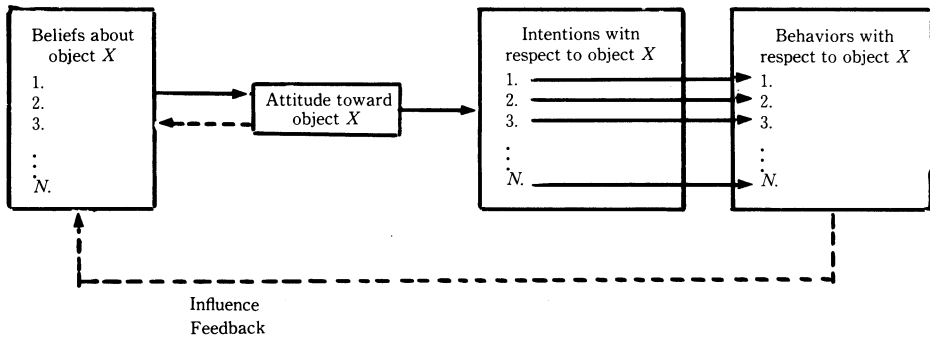 Beliefs about
object X
1.
2.
3.
.
.
.
N.
Attitude toward
object X
Intentions witn
respect to object X
1.
2.
3.
.
.
.
N.
Behaviors with
respect to object X
1.
2.
3.
.
.
.
N.
Influence
Feedback